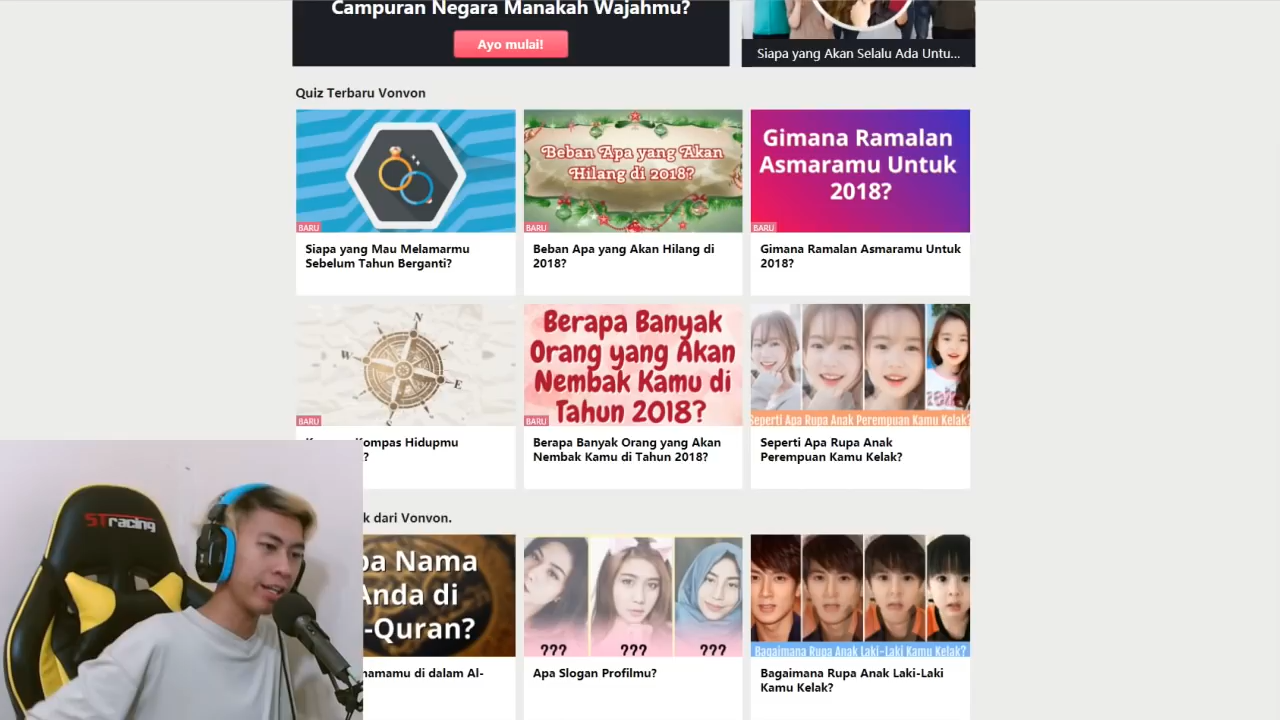 Campuran Negara Manakah Wajahmu?
Ayo mulai!
Siapa yang Akan Selalu Ada Untu...
Quiz Terbaru Vonvon
BARU
Siapa yang Mau Melamarmu
Sebelum Tahun Berganti?
Beban Apa yang Akan
Hilang di 2018?
BARU
Beban Apa yang Akan Hilang di
2018?
Gimana Ramalan
Asmaramu Untuk
2018?
BARU
Gimana Ramalan Asmaramu Untuk
2018?
N
W
E
BARU
Kompas Hidupmu
?
Berapa Banyak
Orang yang Akan
Nembak Kamu di
Tahun 2018?
BARU
Berapa Banyak Orang yang Akan
Nembak Kamu di Tahun 2018?
Seperti Apa Rupa Anak Perempuan Kamu Kelak?
Seperti Apa Rupa Anak
Perempuan Kamu Kelak?
k dari Vonvon.
pa Nama
Anda di
-Quran?
namamu di dalam Al-
??? ??? ???
Apa Slogan Profilmu?
Bagaimana Rupa Anak Laki-Laki Kamu Kelak?
Bagaimana Rupa Anak Laki-Laki
Kamu Kelak?
STracing